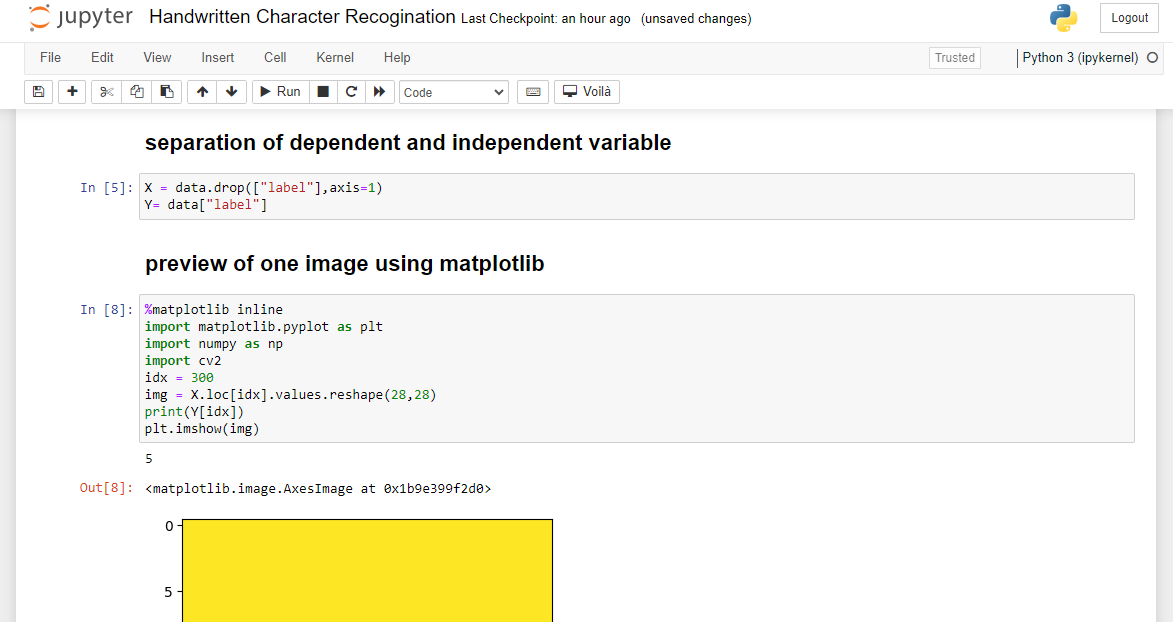 jupyter Handwritten Character Recogination Last Checkpoint: an hour ago (unsaved changes) Logout
File Edit View Insert Cell Kernel Help Trusted Python 3 (ipykernel)
Run Code Voilà
separation of dependent and independent variable
In [5]: X = data.drop(["label"],axis=1)
Y= data["label"]
preview of one image using matplotlib
In [8]: %matplotlib inline
import matplotlib.pyplot as plt
import numpy as np
import cv2
idx = 300
img = X.loc[idx].values.reshape(28,28)
print(Y[idx])
plt.imshow(img)
5
Out[8]: <matplotlib.image.AxesImage at 0x1b9e399f2d0>
0
5